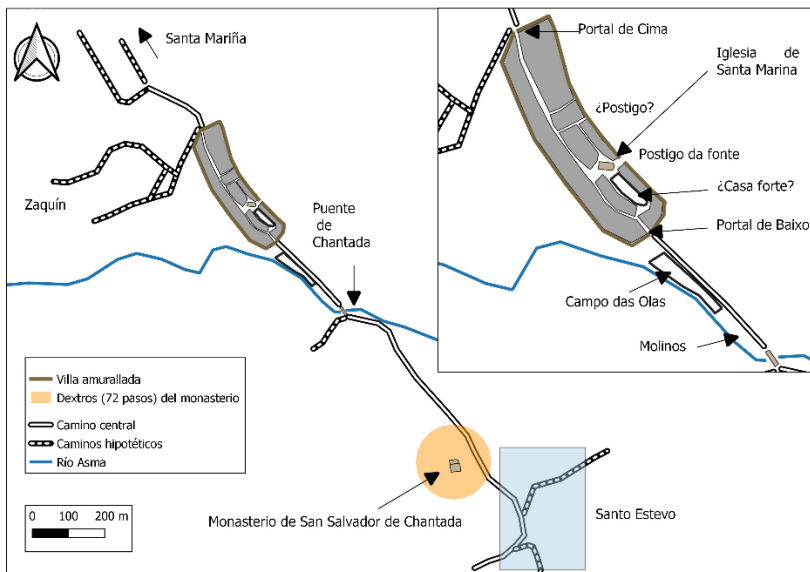 Santa Mariña
Zaquín
Puente
de
Chantada
Villa amurallada
Dextros (72 pasos) del monasterio
Camino central
Caminos hipotéticos
Río Asma
0 100 200 m
Monasterio de San Salvador de Chantada
Santo Estevo
Portal de Cima
Iglesia de
Santa Marina
¿Postigo?
Postigo da fonte
¿Casa forte?
Portal de Baixo
Campo das Olas
Molinos